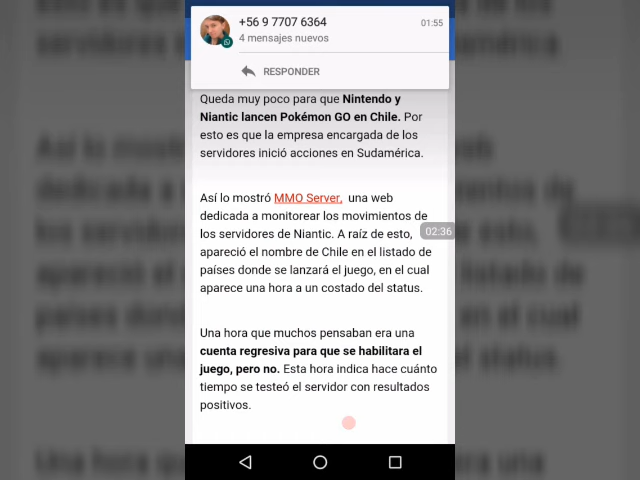 +56 9 7707 6364
01:55
4 mensajes nuevos
RESPONDER
Queda muy poco para que Nintendo y
Niantic lancen Pokémon GO en Chile. Por
esto es que la empresa encargada de los
servidores inició acciones en Sudamérica.
Así lo mostró MMO Server, una web
dedicada a monitorear los movimientos de
los servidores de Niantic. A raíz de esto,
02:36
apareció el nombre de Chile en el listado de
países donde se lanzará el juego, en el cual
aparece una hora a un costado del status.
Una hora que muchos pensaban era una
cuenta regresiva para que se habilitara el
juego, pero no. Esta hora indica hace cuánto
tiempo se testeó el servidor con resultados
positivos.